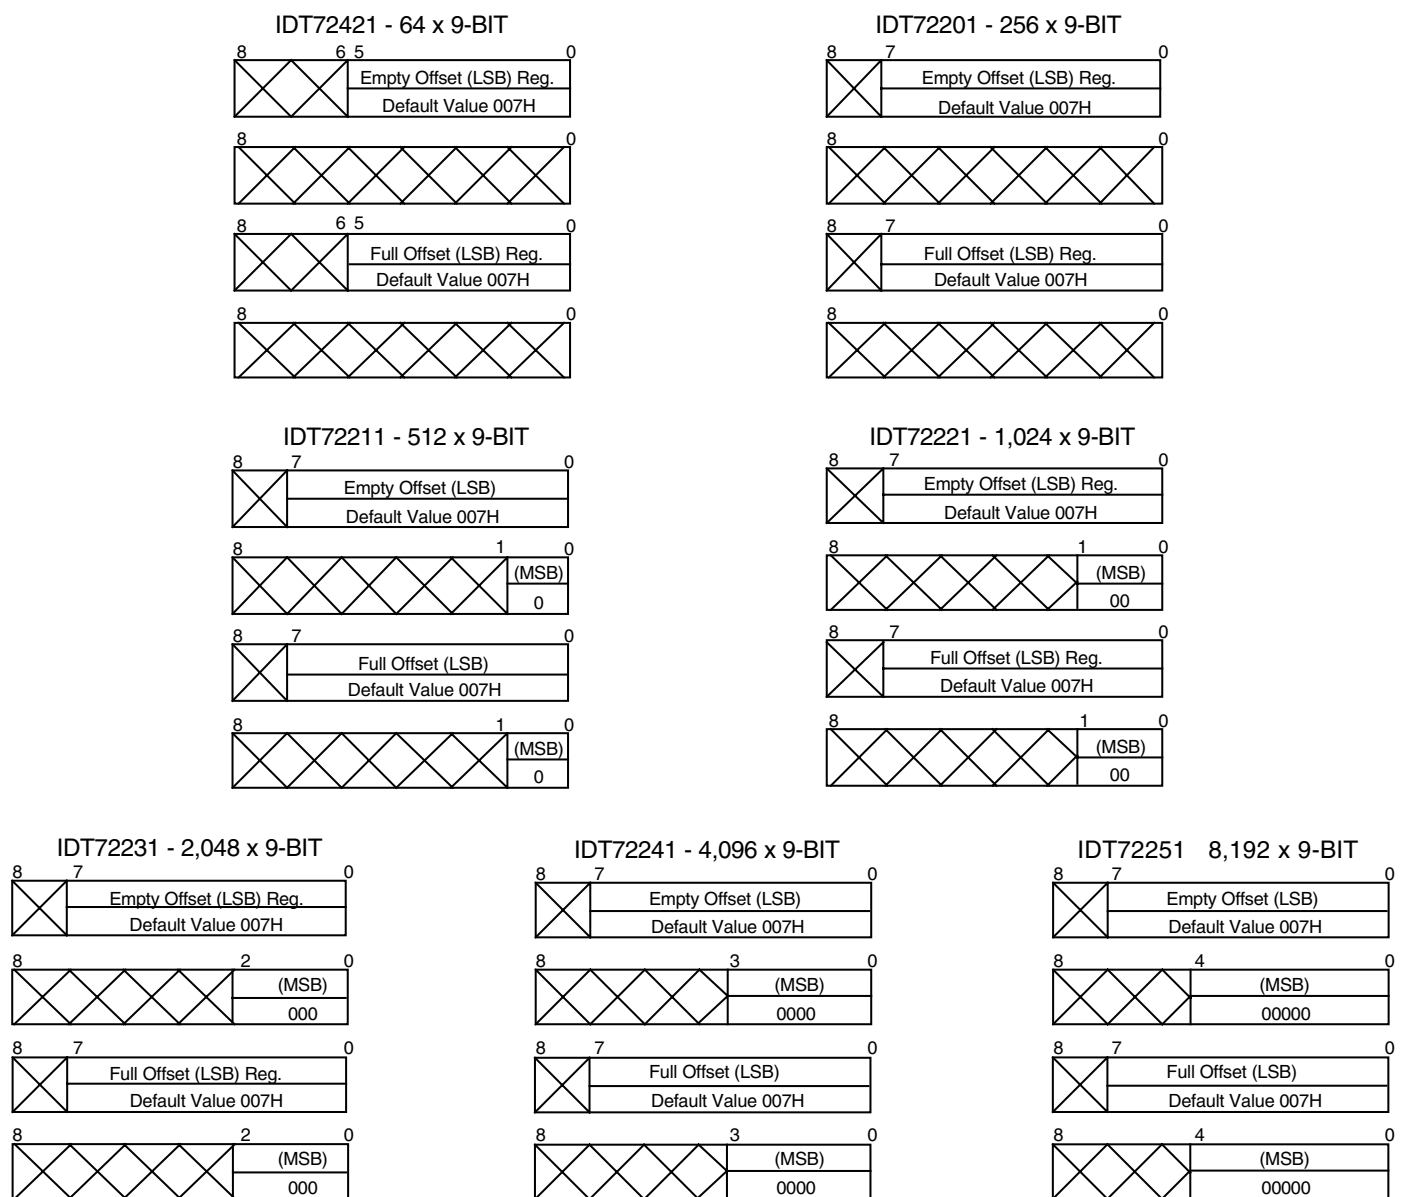 IDT72421 - 64 x 9-BIT
8 6 5 0
Empty Offset (LSB) Reg.
Default Value 007H
8 0
8 6 5 0
Full Offset (LSB) Reg.
Default Value 007H
8 0
IDT72201 - 256 x 9-BIT
8 7 0
Empty Offset (LSB) Reg.
Default Value 007H
8 0
8 7 0
Full Offset (LSB) Reg.
Default Value 007H
8 0
IDT72211 - 512 x 9-BIT
8 7 0
Empty Offset (LSB)
Default Value 007H
8 1 0
(MSB)
0
8 7 0
Full Offset (LSB)
Default Value 007H
8 1 0
(MSB)
0
IDT72221 - 1,024 x 9-BIT
8 7 0
Empty Offset (LSB) Reg.
Default Value 007H
8 1 0
(MSB)
00
8 7 0
Full Offset (LSB) Reg.
Default Value 007H
8 1 0
(MSB)
00
IDT72231 - 2,048 x 9-BIT
8 7 0
Empty Offset (LSB) Reg.
Default Value 007H
8 2 0
(MSB)
000
8 7 0
Full Offset (LSB) Reg.
Default Value 007H
8 2 0
(MSB)
000
IDT72241 - 4,096 x 9-BIT
8 7 0
Empty Offset (LSB)
Default Value 007H
8 3 0
(MSB)
0000
8 7 0
Full Offset (LSB)
Default Value 007H
8 3 0
(MSB)
0000
IDT72251 8,192 x 9-BIT
8 7 0
Empty Offset (LSB)
Default Value 007H
8 4 0
(MSB)
00000
8 7 0
Full Offset (LSB)
Default Value 007H
8 4 0
(MSB)
00000